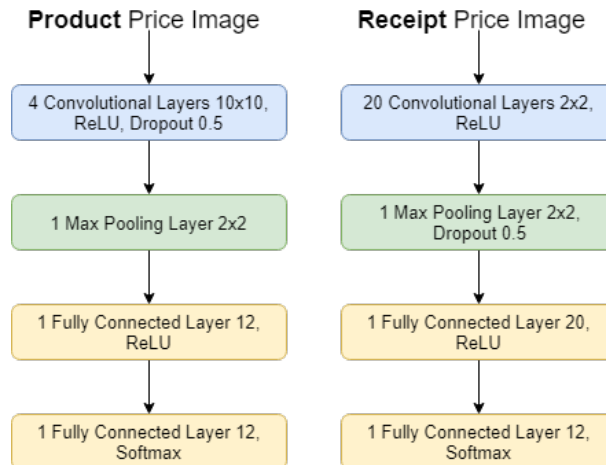 Product Price Image
4 Convolutional Layers 10x10,
ReLU, Dropout 0.5
1 Max Pooling Layer 2x2
1 Fully Connected Layer 12,
ReLU
1 Fully Connected Layer 12,
Softmax
Receipt Price Image
20 Convolutional Layers 2x2,
ReLU
1 Max Pooling Layer 2x2,
Dropout 0.5
1 Fully Connected Layer 20,
ReLU
1 Fully Connected Layer 12,
Softmax